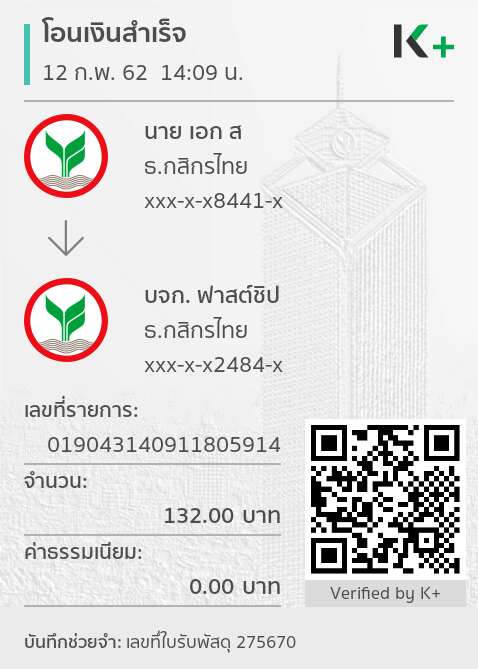 โอนเงินสำเร็จ
K+
12 ก.พ. 62  14:09 น.
นาย เอก ส
ธ.กสิกรไทย
xxx-x-x8441-x
บจก. ฟาสต์ชิป
ธ.กสิกรไทย
xxx-x-x2484-x
เลขที่รายการ:
019043140911805914
จำนวน:
132.00 บาท
ค่าธรรมเนียม:
0.00 บาท
Verified by K+
บันทึกช่วยจำ: เลขที่ใบรับพัสดุ 275670